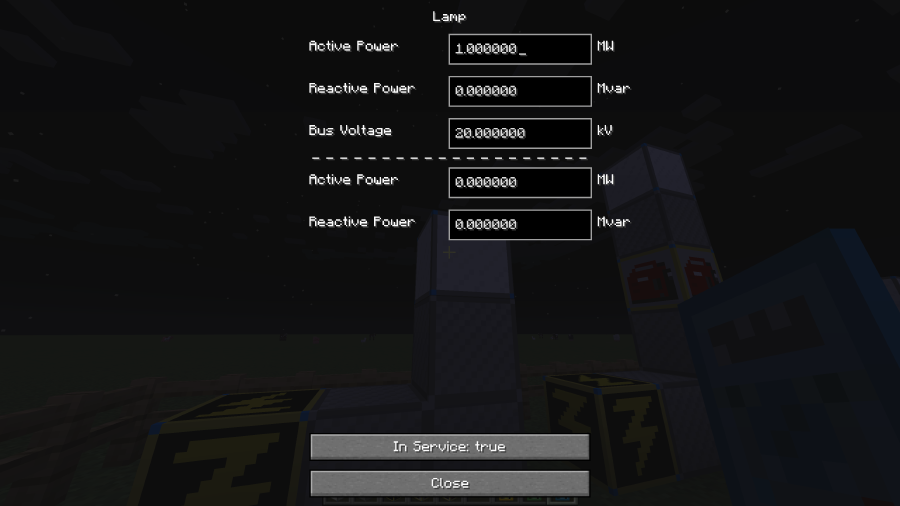 Lamp
Active Power 1.000000_ MW
Reactive Power 0.000000 Mvar
Bus Voltage 20.000000 kV
Active Power 0.000000 MW
Reactive Power 0.000000 Mvar
In Service: true
Close